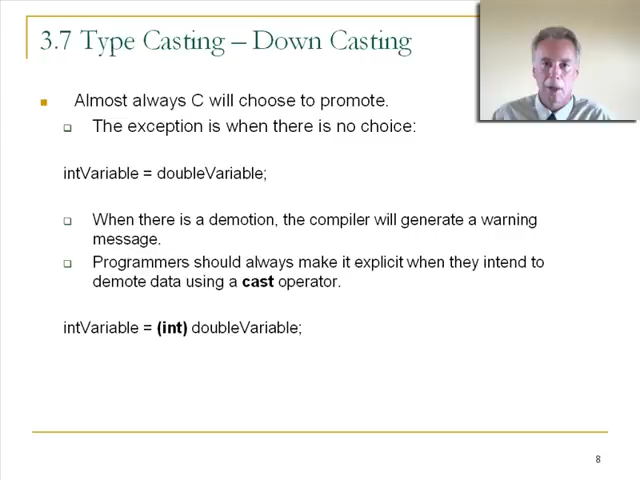 3.7 Type Casting – Down Casting
Almost always C will choose to promote.
The exception is when there is no choice:
intVariable = doubleVariable;
When there is a demotion, the compiler will generate a warning
message.
Programmers should always make it explicit when they intend to
demote data using a cast operator.
intVariable = (int) doubleVariable;
8